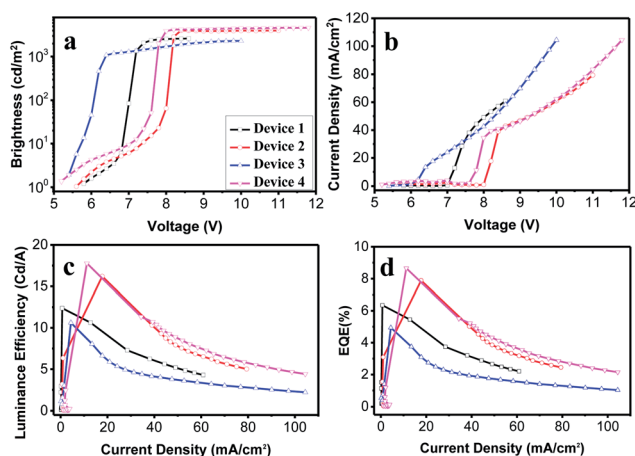 a
Brightness (cd/m²)
10³
10²
10¹
10⁰
5 6 7 8 9 10 11 12
Voltage (V)
Device 1
Device 2
Device 3
Device 4
b
Current Density (mA/cm²)
120
100
80
60
40
20
0
5 6 7 8 9 10 11 12
Voltage (V)
c
Luminance Efficiency (Cd/A)
20
15
10
5
0
0 20 40 60 80 100
Current Density (mA/cm²)
d
EQE(%)
10
8
6
4
2
0
0 20 40 60 80 100
Current Density (mA/cm²)